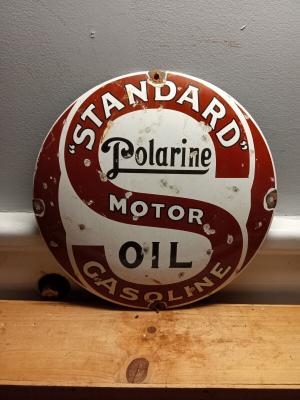 "STANDARD"
Polarine
MOTOR
OIL
GASOLINE